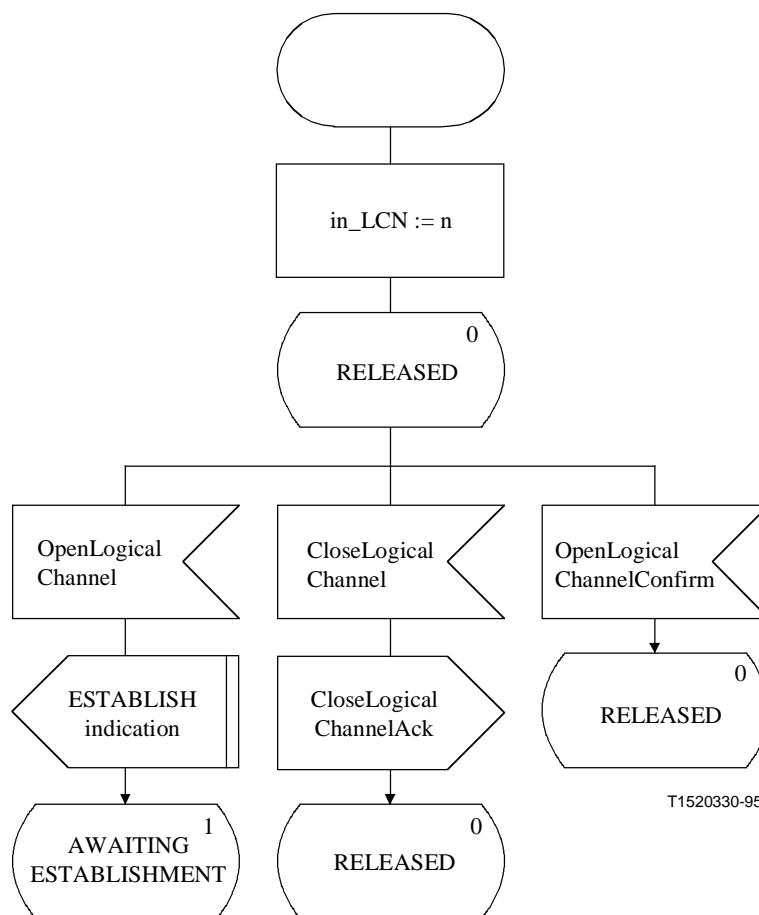 in_LCN := n
0
RELEASED
OpenLogical
Channel
CloseLogical
Channel
OpenLogical
ChannelConfirm
ESTABLISH
indication
CloseLogical
ChannelAck
0
RELEASED
T1520330-95
1
AWAITING
ESTABLISHMENT
0
RELEASED